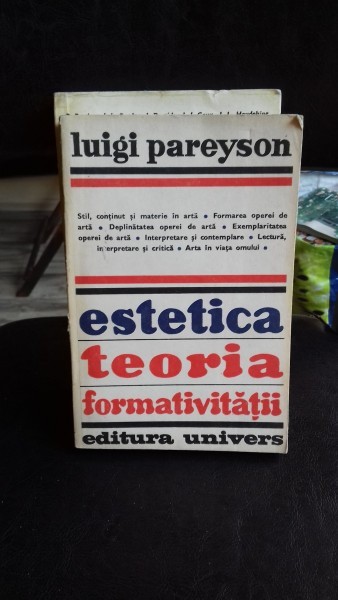 luigi pareyson
Stil, conținut și materie în artă • Formarea operei de
artă • Deplinătatea operei de artă • Exemplaritatea
operei de artă • Interpretare și contemplare • Lectură,
interpretare și critică • Arta în viața omului •
estetica
teoria
formativității
editura univers